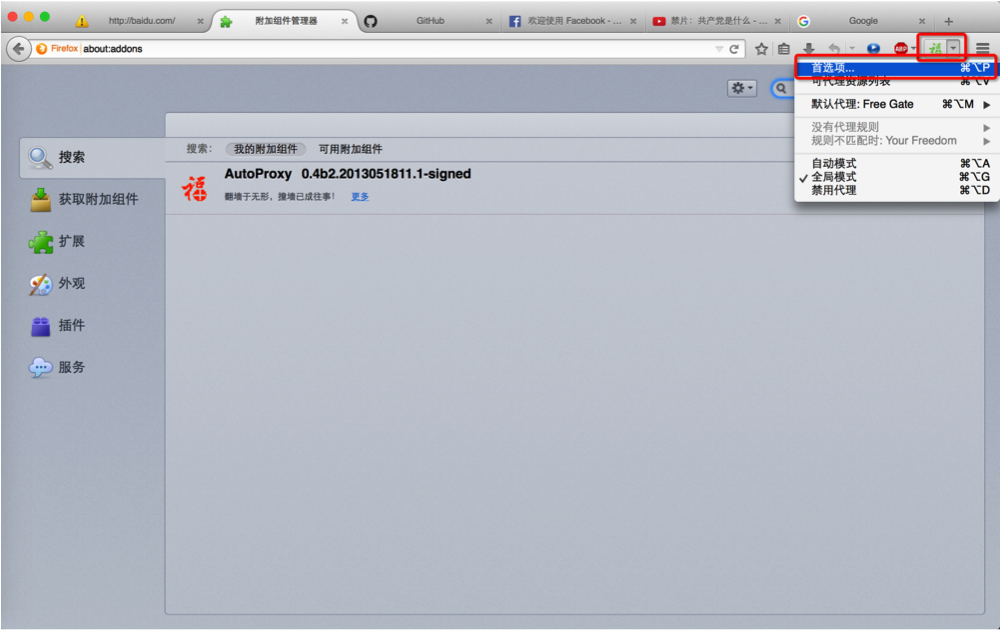 http://baidu.com/
附加组件管理器
GitHub
欢迎使用 Facebook - ...
禁片：共产党是什么 - ...
Google
Firefox about:addons
ABP
福
首选项... ⌘⌥P
可代理资源列表 ⌘⌥V
默认代理: Free Gate ⌘⌥M
没有代理规则
规则不匹配时: Your Freedom
自动模式 ⌘⌥A
全局模式 ⌘⌥G
禁用代理 ⌘⌥D
搜索
获取附加组件
扩展
外观
插件
服务
搜索: 我的附加组件 可用附加组件
福
AutoProxy 0.4b2.2013051811.1-signed
翻墙于无形，撞墙已成往事！ 更多